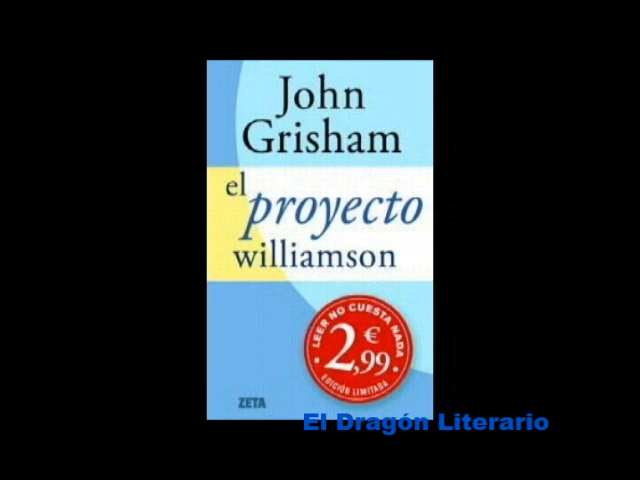 John
Grisham
el
proyecto
williamson
LEER NO CUESTA NADA
2,99 €
EDICIÓN LIMITADA
ZETA
El Dragón Literario